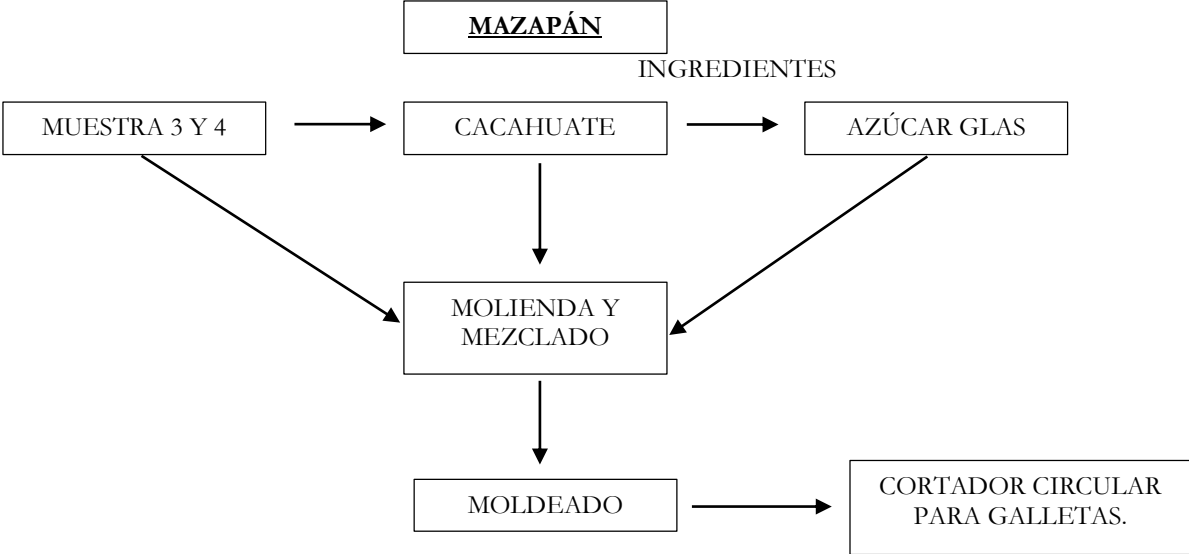 MAZAPÁN
INGREDIENTES
MUESTRA 3 Y 4
CACAHUATE
AZÚCAR GLAS
MOLIENDA Y
MEZCLADO
MOLDEADO
CORTADOR CIRCULAR
PARA GALLETAS.